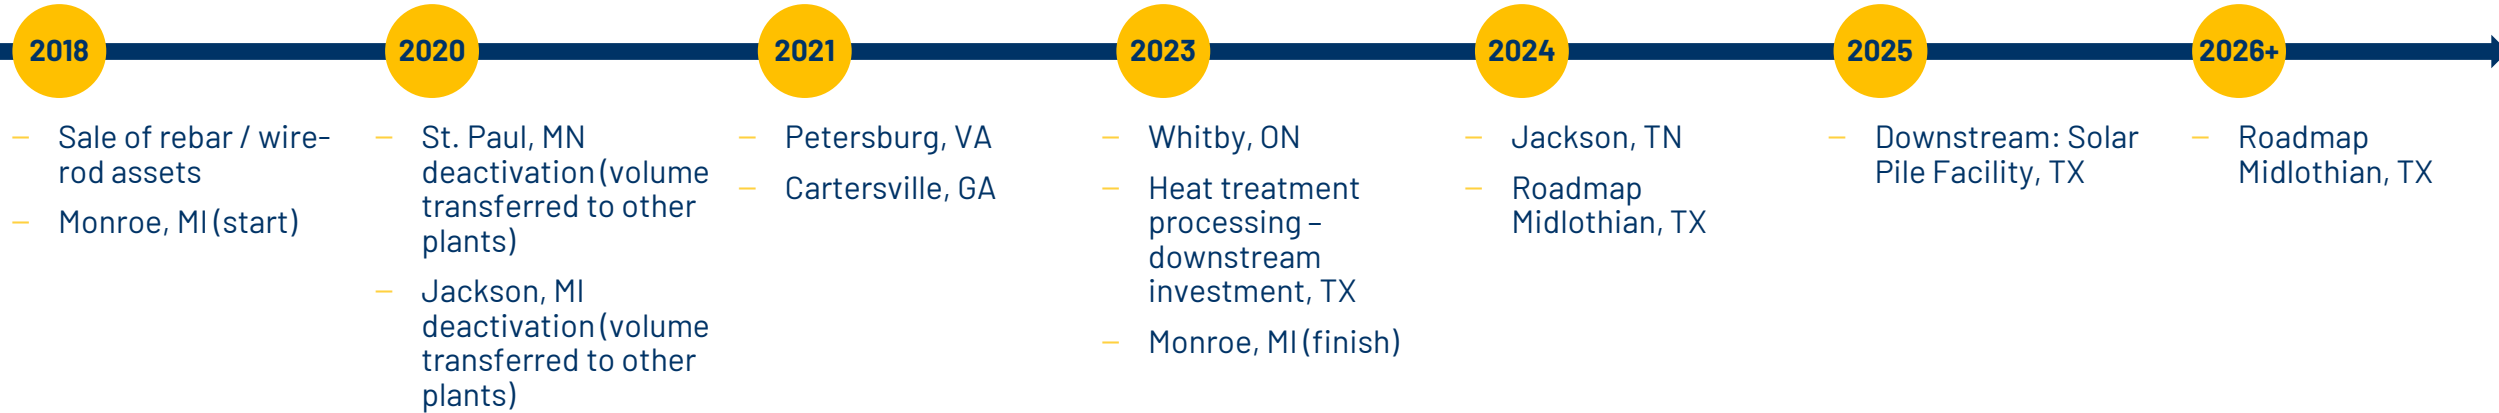 2018
2020
2021
2023
2024
2025
2026+
– Sale of rebar / wire-
rod assets
– Monroe, MI (start)
– St. Paul, MN
deactivation (volume
transferred to other
plants)
– Jackson, MI
deactivation (volume
transferred to other
plants)
– Petersburg, VA
– Cartersville, GA
– Whitby, ON
– Heat treatment
processing –
downstream
investment, TX
– Monroe, MI (finish)
– Jackson, TN
– Roadmap
Midlothian, TX
– Downstream: Solar
Pile Facility, TX
– Roadmap
Midlothian, TX